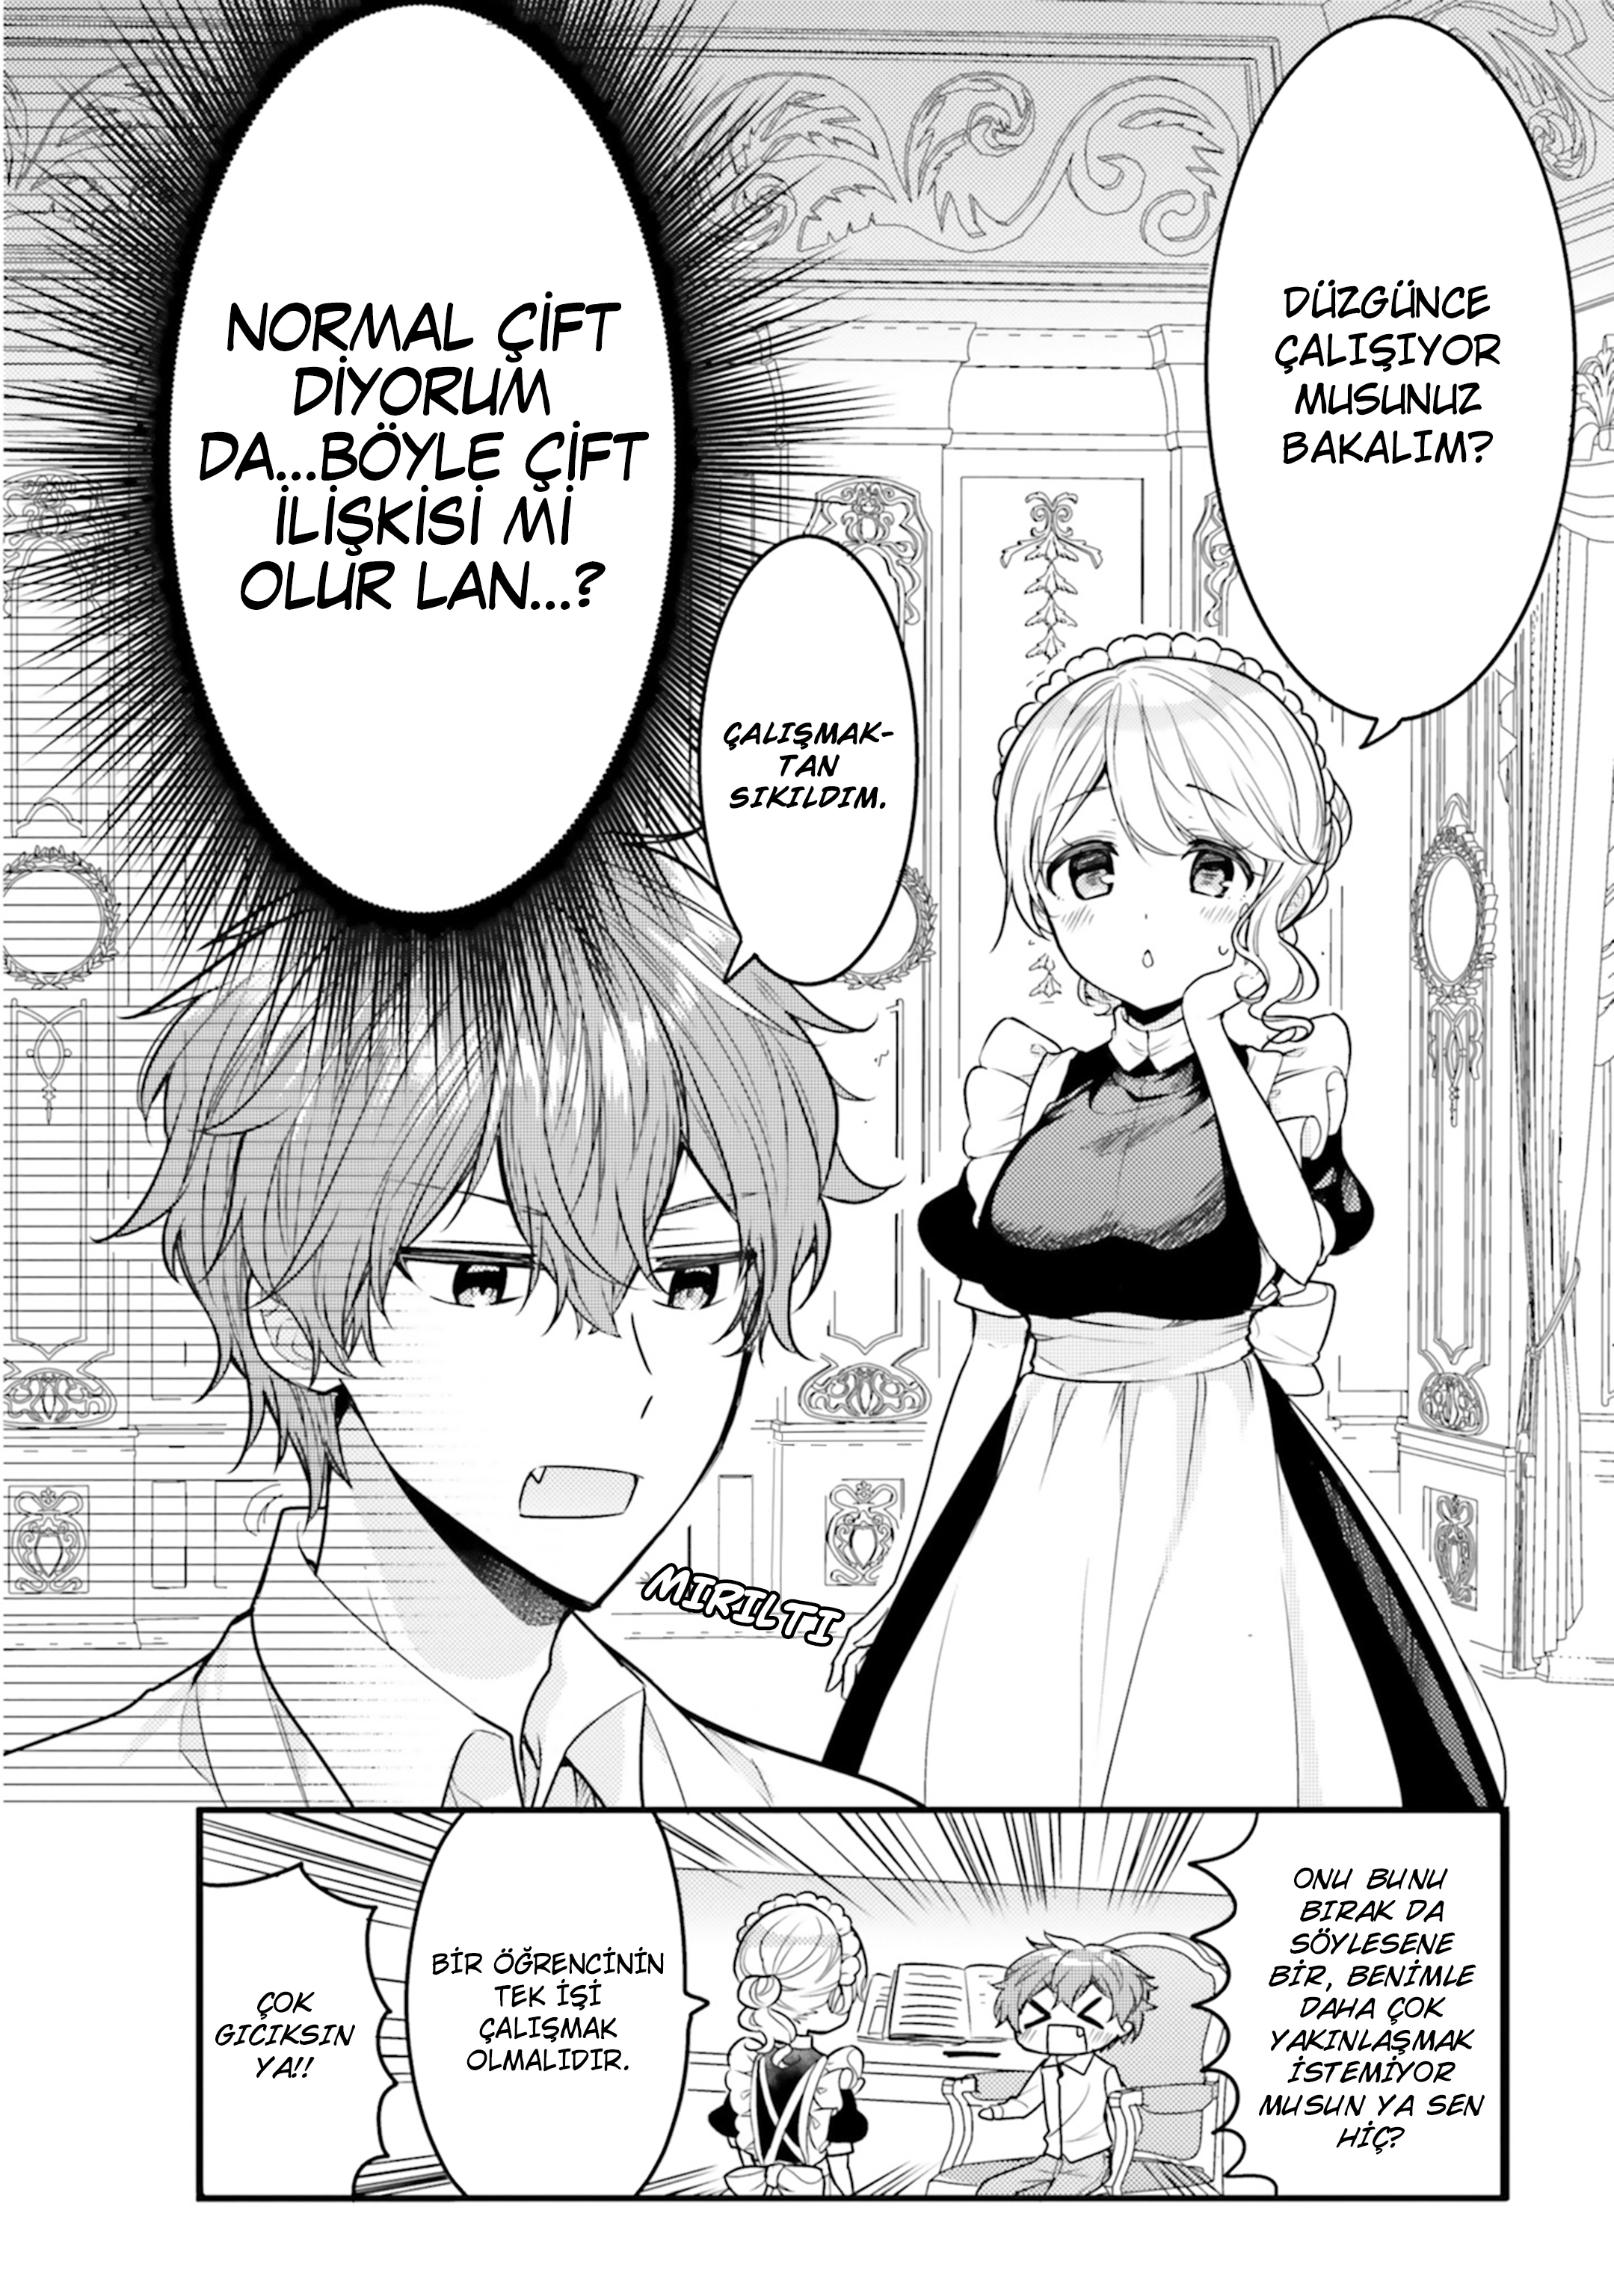 DÜZGÜNCE
ÇALIŞIYOR
MUSUNUZ
BAKALIM?
ÇALIŞMAK-
TAN
SIKILDIM.
NORMAL ÇİFT
DİYORUM
DA...BÖYLE ÇİFT
İLİŞKİSİ Mİ
OLUR LAN...?
MIRILTI
ONU BUNU
BIRAK DA
SÖYLESENE
BİR, BENİMLE
DAHA ÇOK
YAKINLAŞMAK
İSTEMİYOR
MUSUN YA SEN
HİÇ?
BİR ÖĞRENCİNİN
TEK İŞİ
ÇALIŞMAK
OLMALIDIR.
ÇOK
GICIKSIN
YA!!